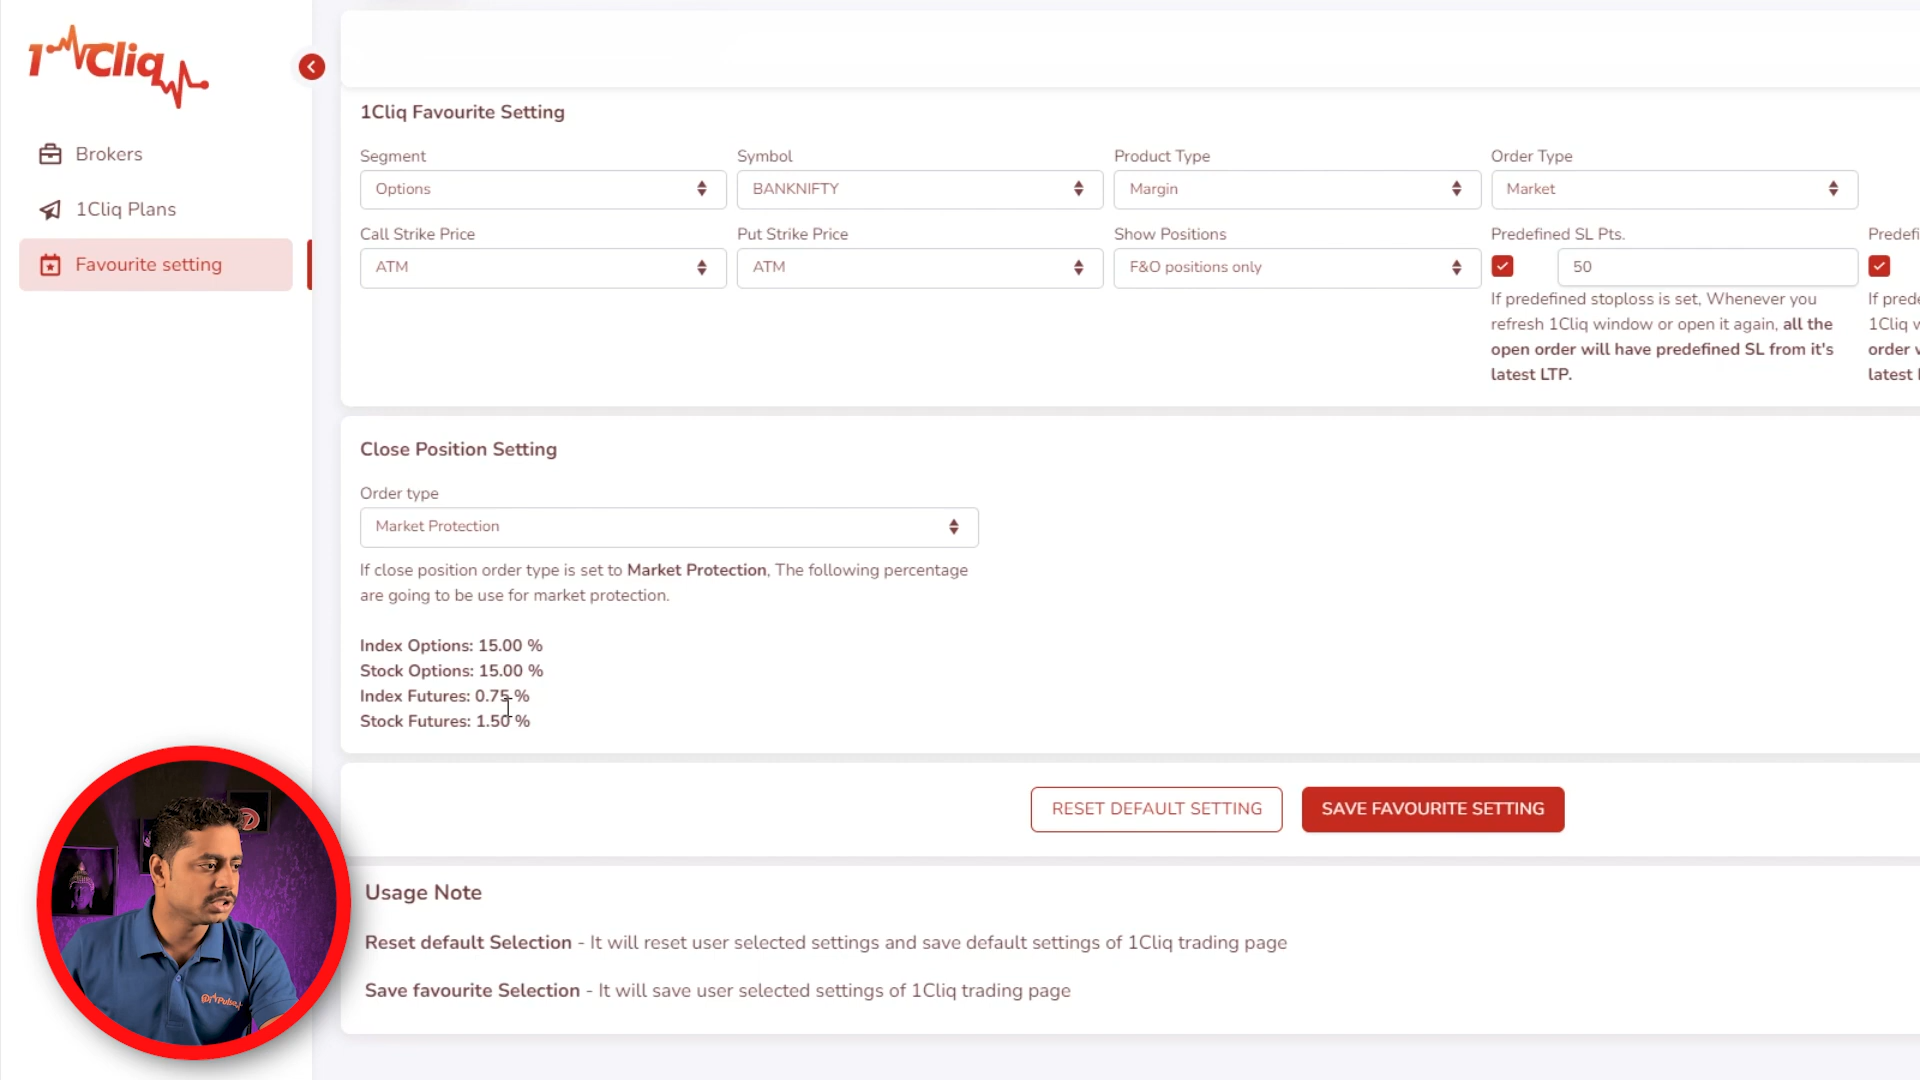 1Cliq
Brokers
1Cliq Plans
Favourite setting
1Cliq Favourite Setting
Segment
Symbol
Product Type
Order Type
Options
BANKNIFTY
Margin
Market
Call Strike Price
Put Strike Price
Show Positions
Predefined SL Pts.
Predefi
ATM
ATM
F&O positions only
50
If predefined stoploss is set, Whenever you
refresh 1Cliq window or open it again, all the
open order will have predefined SL from it's
latest LTP.
If prede
1Cliq w
order w
latest
Close Position Setting
Order type
Market Protection
If close position order type is set to Market Protection, The following percentage
are going to be use for market protection.
Index Options: 15.00 %
Stock Options: 15.00 %
Index Futures: 0.75 %
Stock Futures: 1.50 %
RESET DEFAULT SETTING
SAVE FAVOURITE SETTING
Usage Note
Reset default Selection - It will reset user selected settings and save default settings of 1Cliq trading page
Save favourite Selection - It will save user selected settings of 1Cliq trading page